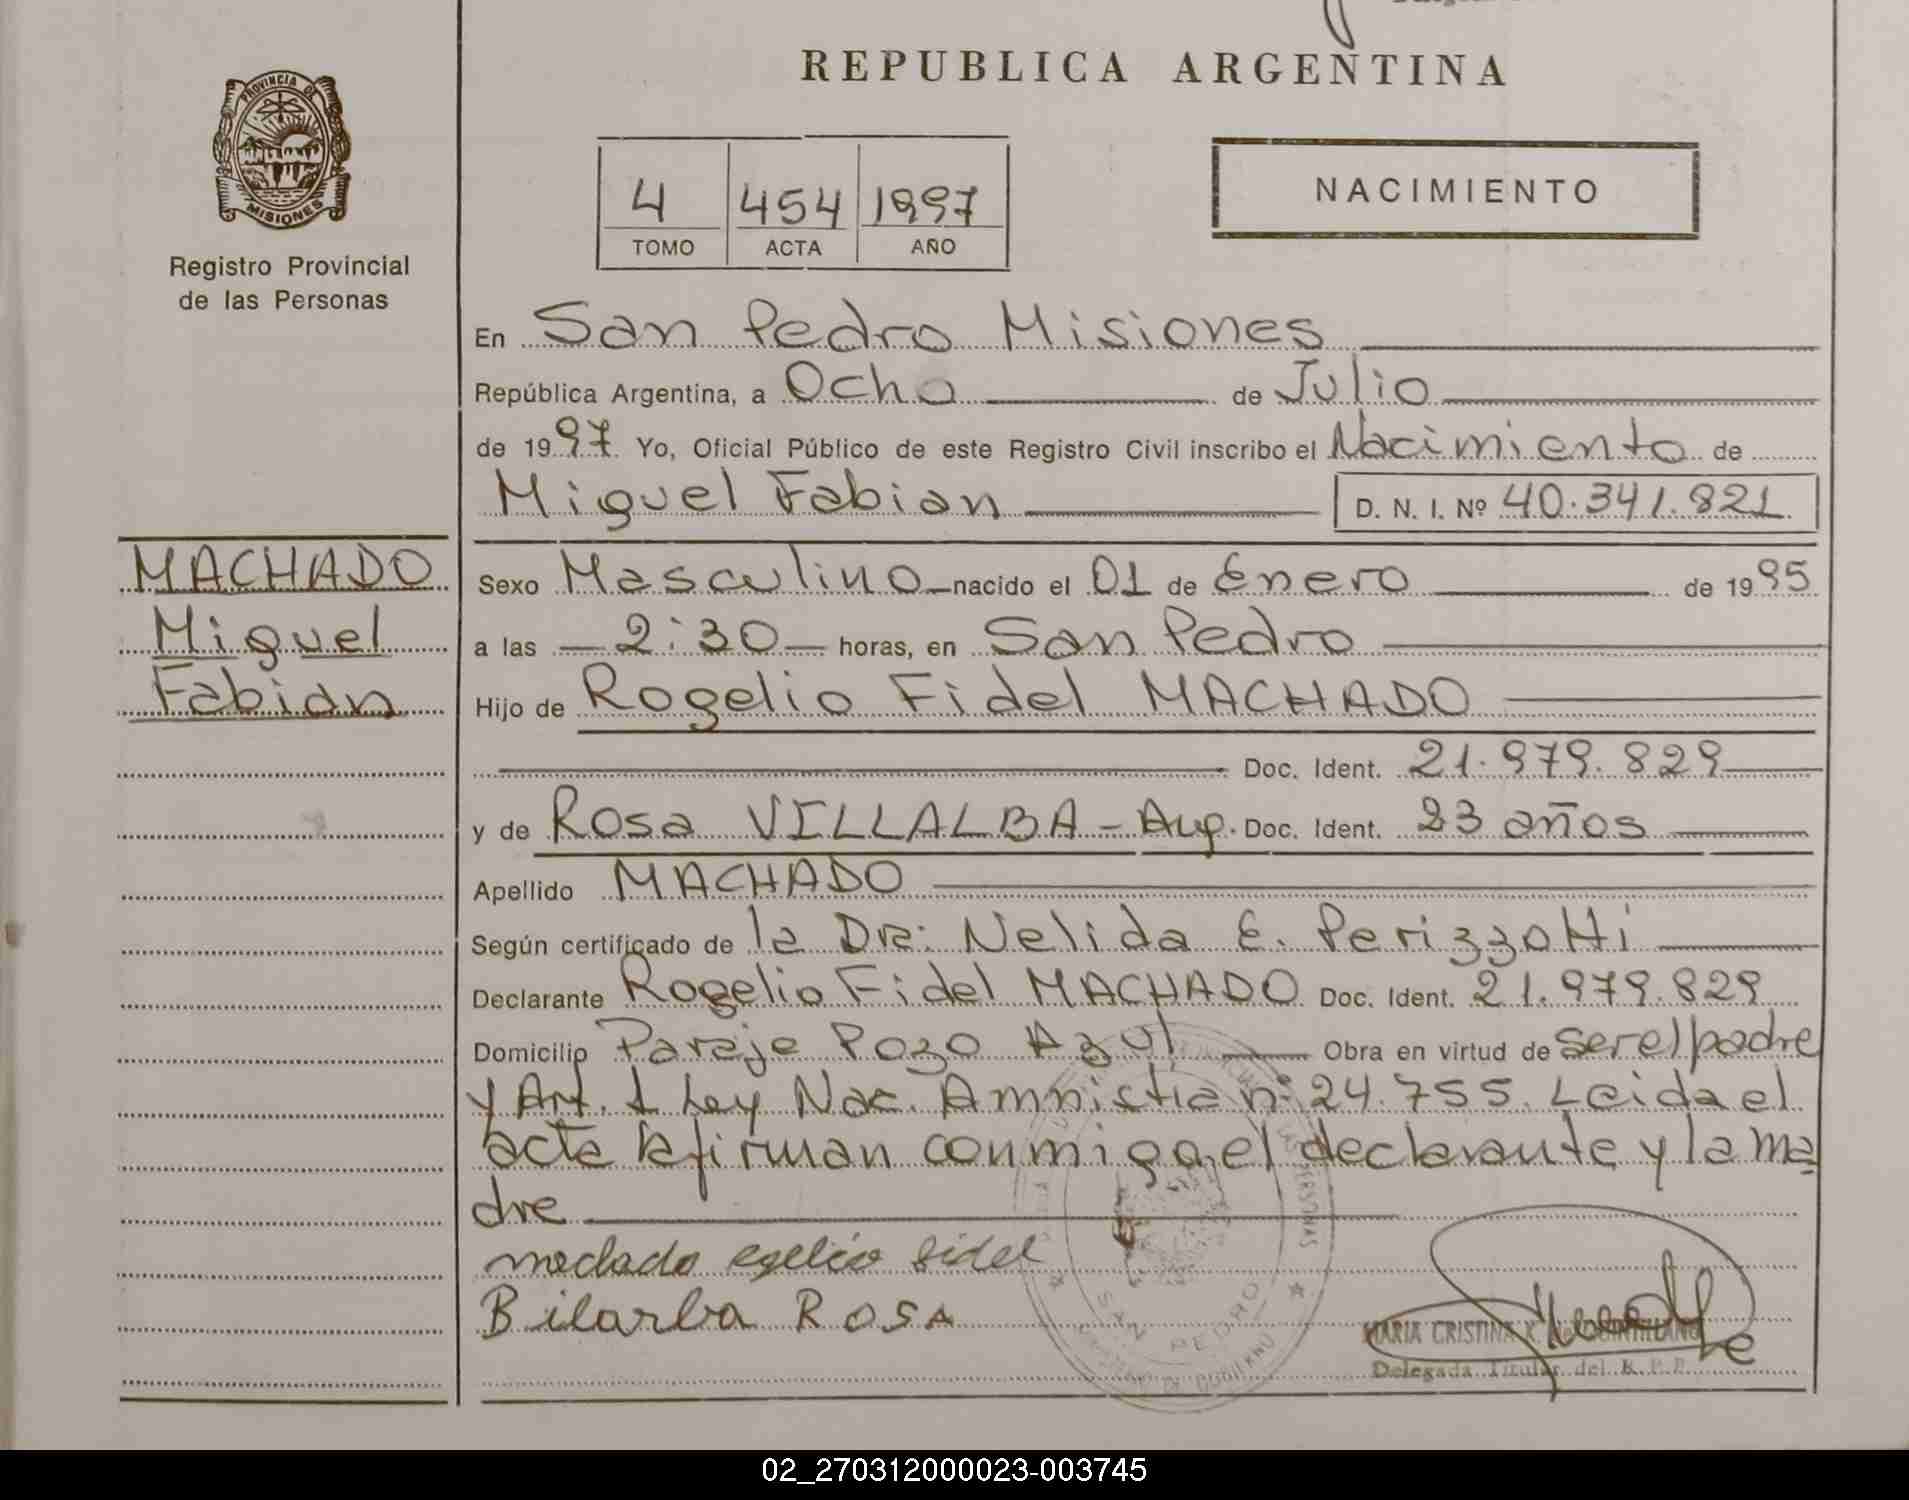 REPUBLICA ARGENTINA
PROVINCIA DE
MISIONES
Registro Provincial
de las Personas
4 454 1997
TOMO ACTA AÑO
NACIMIENTO
En San Pedro Misiones
República Argentina, a Ocho de Julio
de 1997. Yo, Oficial Público de este Registro Civil inscribo el Nacimiento de
Miguel Fabian D. N. I. Nº 40.341.821
MACHADO
Miguel
Fabian
Sexo Masculino nacido el 01 de Enero de 1995
a las 2:30 horas, en San Pedro
Hijo de Rogelio Fidel MACHADO
Doc. Ident. 21.979.829
y de Rosa VILLALBA - Arg. Doc. Ident. 23 años
Apellido MACHADO
Según certificado de la Dra: Nelida E. Perizzotti
Declarante Rogelio Fidel MACHADO Doc. Ident. 21.979.829
Domicilio Paraje Pozo Azul Obra en virtud de ser el padre
y Art. 1 Ley Nac. Amnistia nº 24.755. Leida el
acta la firman conmigo, el declarante y la ma
dre
Bilarba ROSA
SAN PEDRO
MARIA CRISTINA
Delegada Titular del R. P. P.
02_270312000023-003745